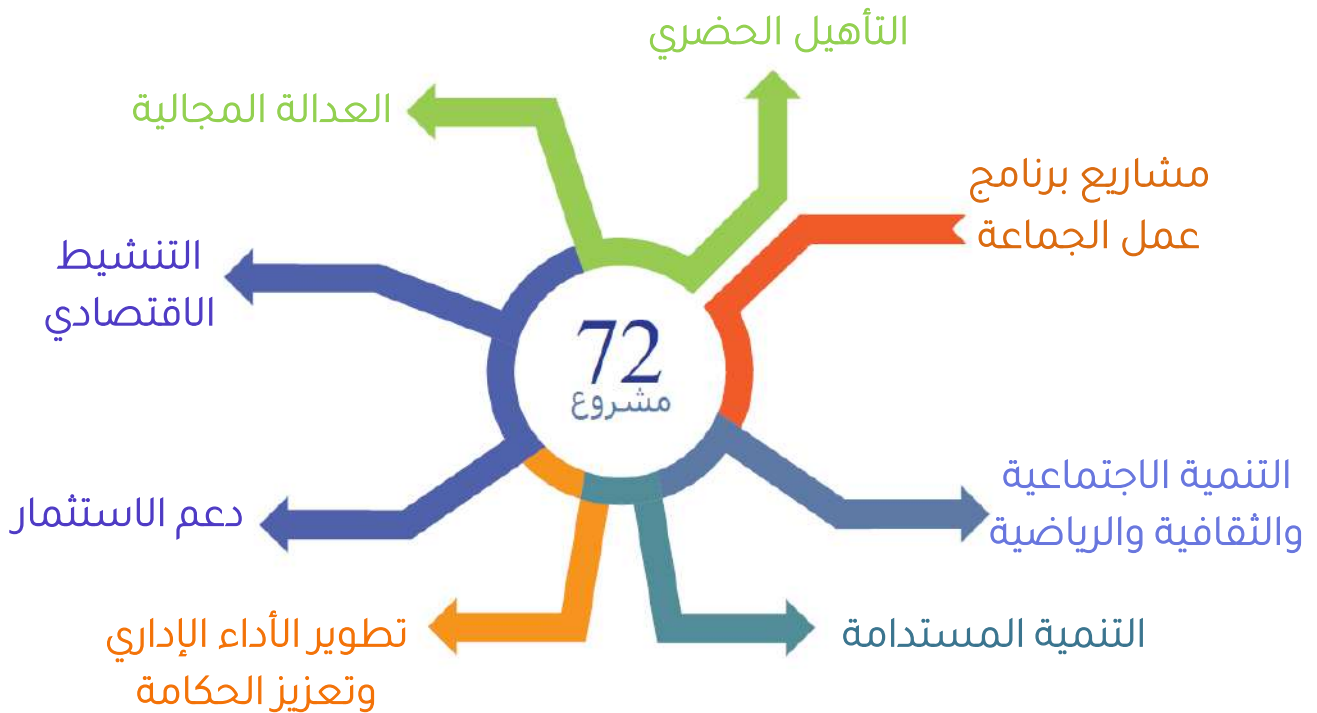 التأهيل الحضري
العدالة المجالية
مشاريع برنامج
عمل الجماعة
التنشيط
الاقتصادي
72
مشروع
التنمية الاجتماعية
والثقافية والرياضية
دعم الاستثمار
التنمية المستدامة
تطوير الأداء الإداري
وتعزيز الحكامة